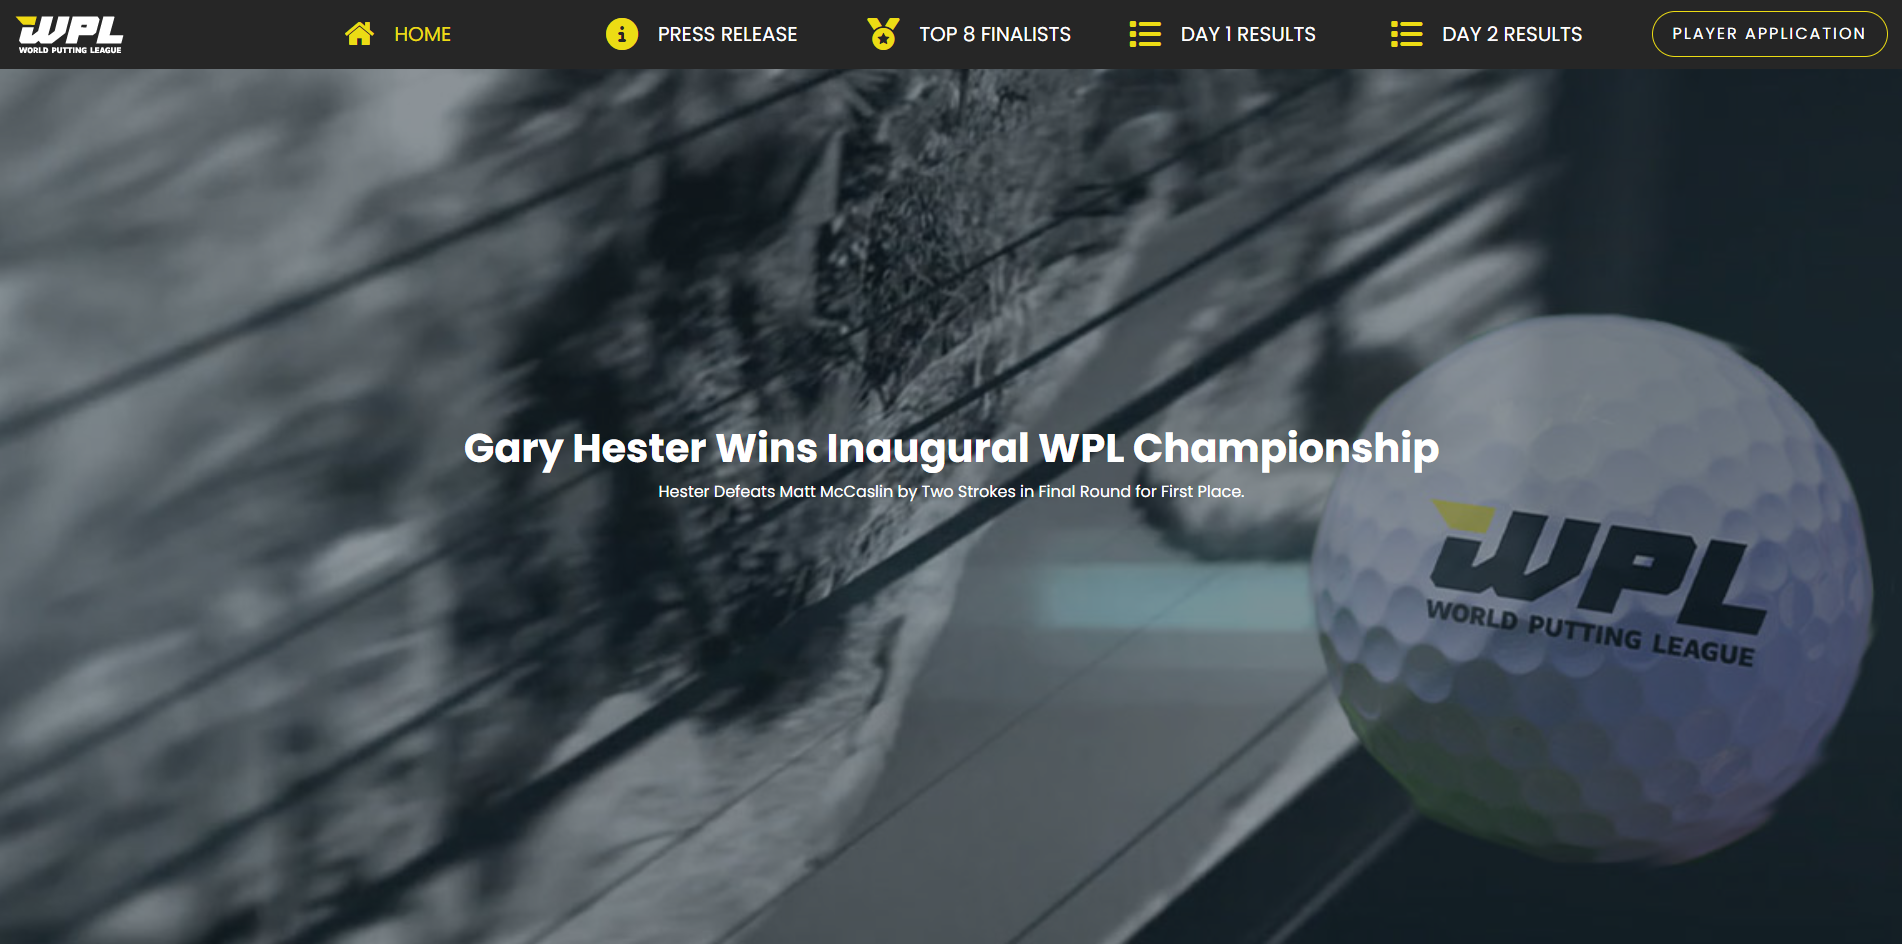 WPL
WORLD PUTTING LEAGUE
HOME
PRESS RELEASE
TOP 8 FINALISTS
DAY 1 RESULTS
DAY 2 RESULTS
PLAYER APPLICATION
Gary Hester Wins Inaugural WPL Championship
Hester Defeats Matt McCaslin by Two Strokes in Final Round for First Place.
WPL
WORLD PUTTING LEAGUE